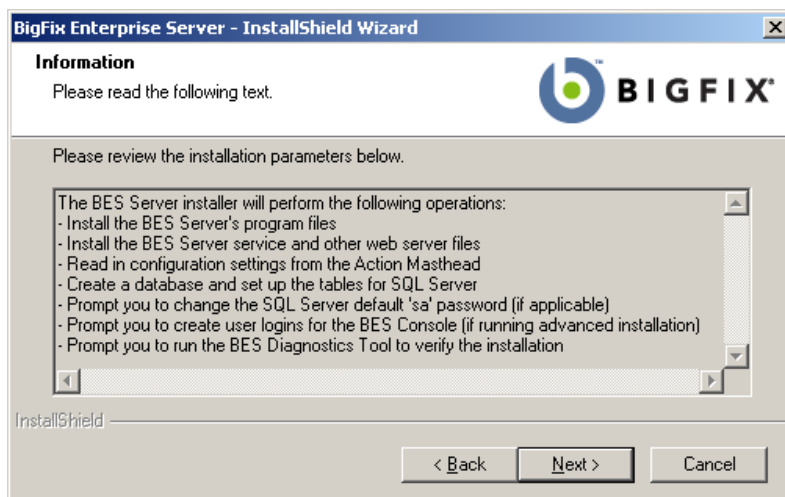 BigFix Enterprise Server - InstallShield Wizard
Information
Please read the following text.
BIGFIX®
Please review the installation parameters below.
The BES Server installer will perform the following operations:
- Install the BES Server's program files
- Install the BES Server service and other web server files
- Read in configuration settings from the Action Masthead
- Create a database and set up the tables for SQL Server
- Prompt you to change the SQL Server default 'sa' password (if applicable)
- Prompt you to create user logins for the BES Console (if running advanced installation)
- Prompt you to run the BES Diagnostics Tool to verify the installation
InstallShield
< Back Next > Cancel